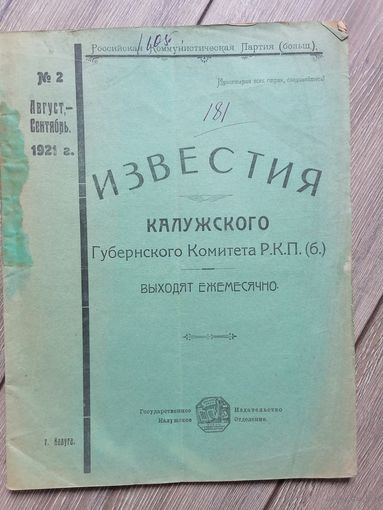 Российская Коммунистическая Партия (больш).
№ 2
Август,—
Сентябрь.
1921 г.
[Пролетарии всех стран, соединяйтесь]
181
ИЗВЕСТИЯ
КАЛУЖСКОГО
Губернского Комитета Р.К.П. (б.)
ВЫХОДЯТ ЕЖЕМЕСЯЧНО.
Государственное Издательство
Калужское Отделение.
г. Калуга.